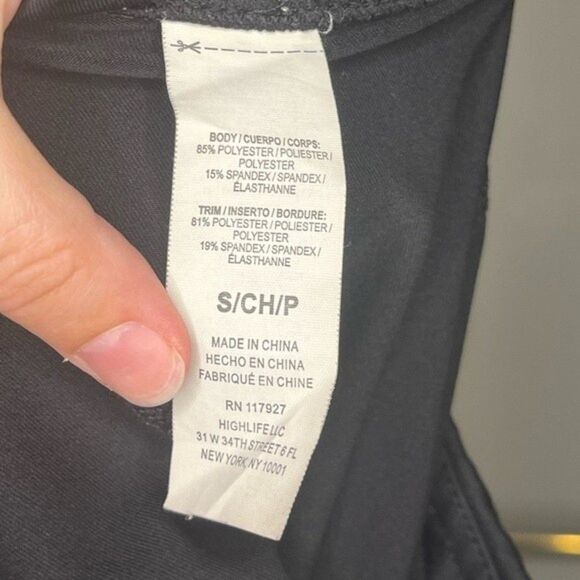 BODY / CUERPO / CORPS:
85% POLYESTER / POLIESTER /
POLYESTER
15% SPANDEX / SPANDEX /
ÉLASTHANNE
TRIM / INSERTO / BORDURE:
81% POLYESTER / POLIESTER /
POLYESTER
19% SPANDEX / SPANDEX /
ÉLASTHANNE
S/CH/P
MADE IN CHINA
HECHO EN CHINA
FABRIQUÉ EN CHINE
RN 117927
HIGHLIFE LLC
31 W 34TH STREET 6 FL
NEW YORK, NY 10001